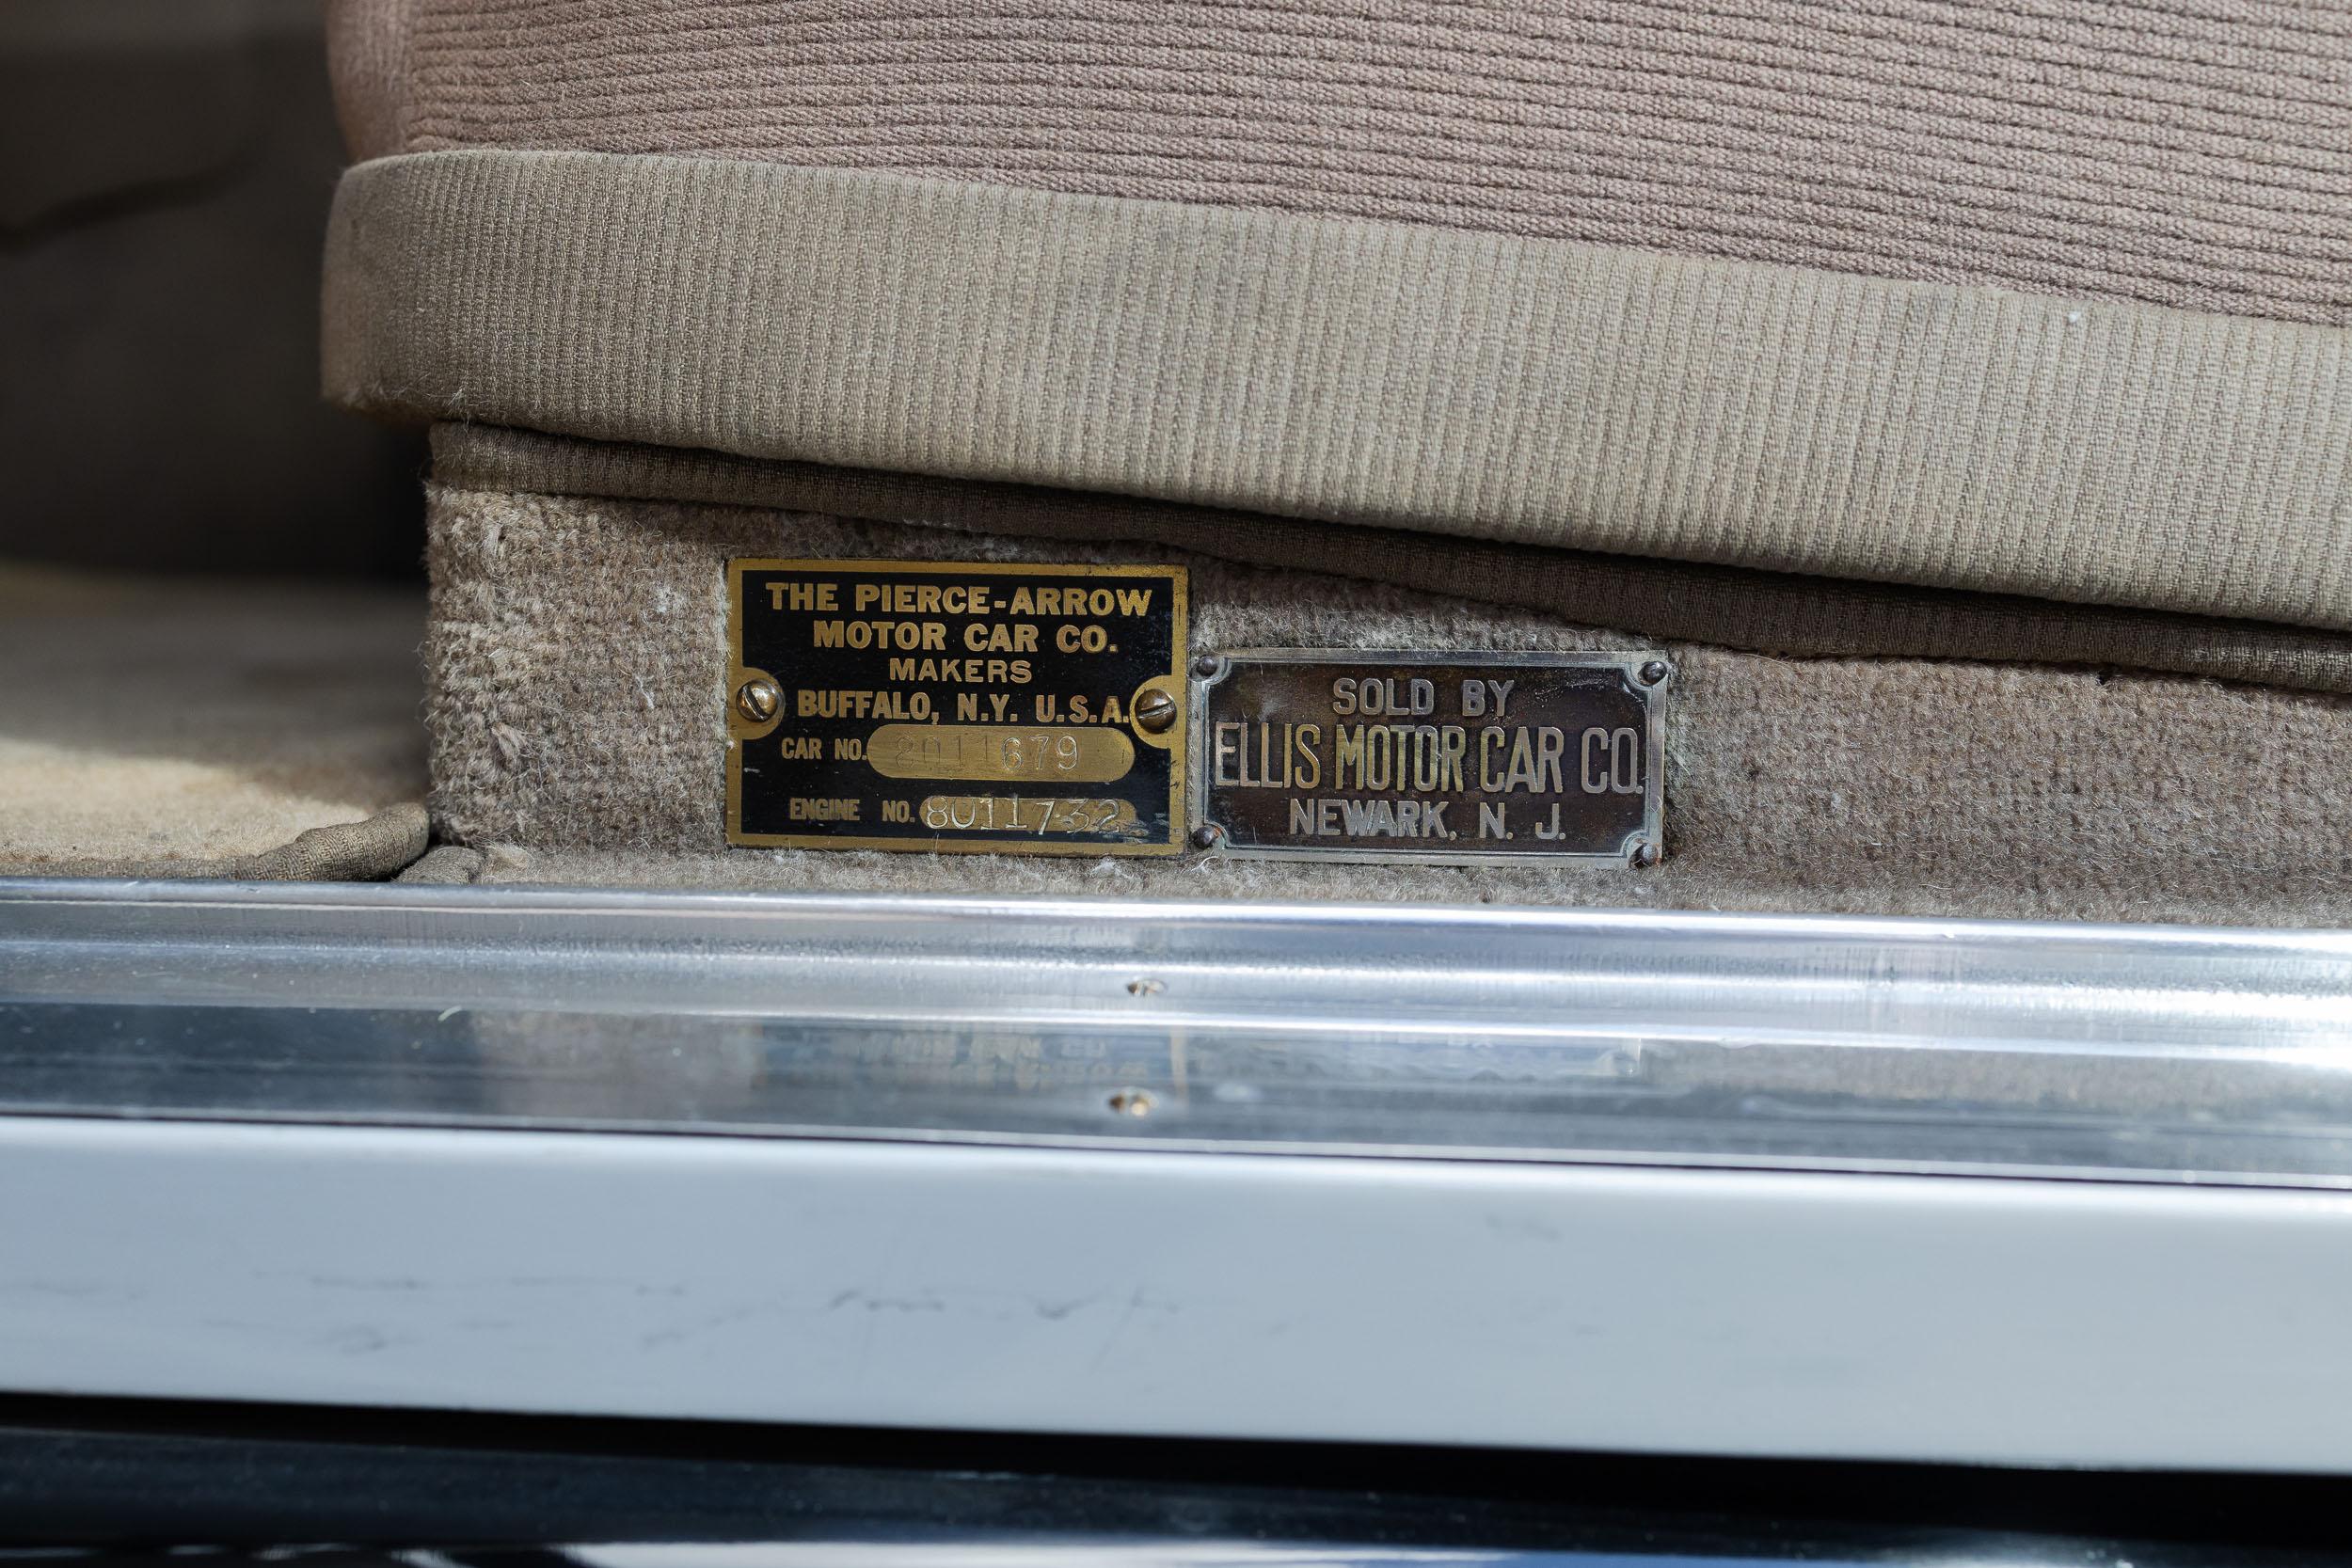 THE PIERCE-ARROW
MOTOR CAR CO.
MAKERS
BUFFALO, N.Y. U.S.A.
CAR NO. 2011679
ENGINE NO. 8011732
SOLD BY
ELLIS MOTOR CAR CO.
NEWARK, N. J.